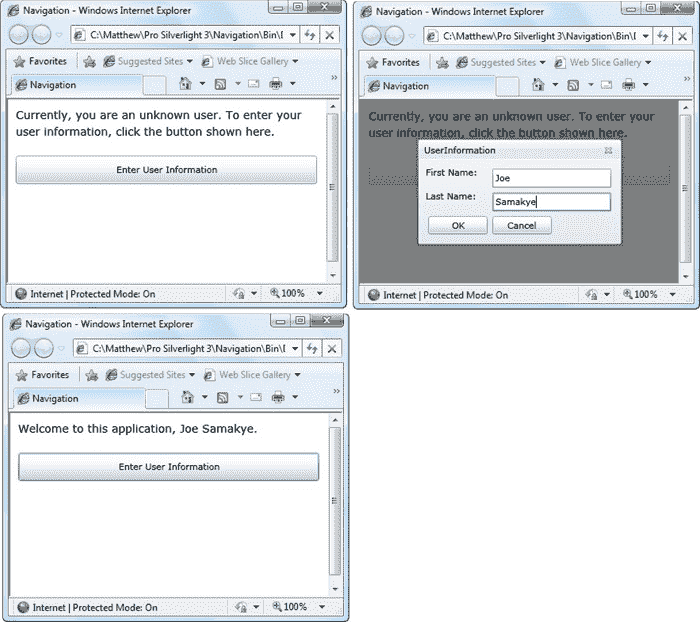 Navigation - Windows Internet Explorer
C:\Matthew\Pro Silverlight 3\Navigation\Bin\
Favorites Suggested Sites Web Slice Gallery
Navigation
Currently, you are an unknown user. To enter your
user information, click the button shown here.
Enter User Information
Internet | Protected Mode: On 100%
Navigation - Windows Internet Explorer
C:\Matthew\Pro Silverlight 3\Navigation\Bin\
Favorites Suggested Sites Web Slice Gallery
Navigation
Currently, you are an unknown user. To enter your
user information, click the button shown here.
UserInformation
First Name: Joe
Last Name: Samakye
OK Cancel
Internet | Protected Mode: On 100%
Navigation - Windows Internet Explorer
C:\Matthew\Pro Silverlight 3\Navigation\Bin\
Favorites Suggested Sites Web Slice Gallery
Navigation
Welcome to this application, Joe Samakye.
Enter User Information
Internet | Protected Mode: On 100%